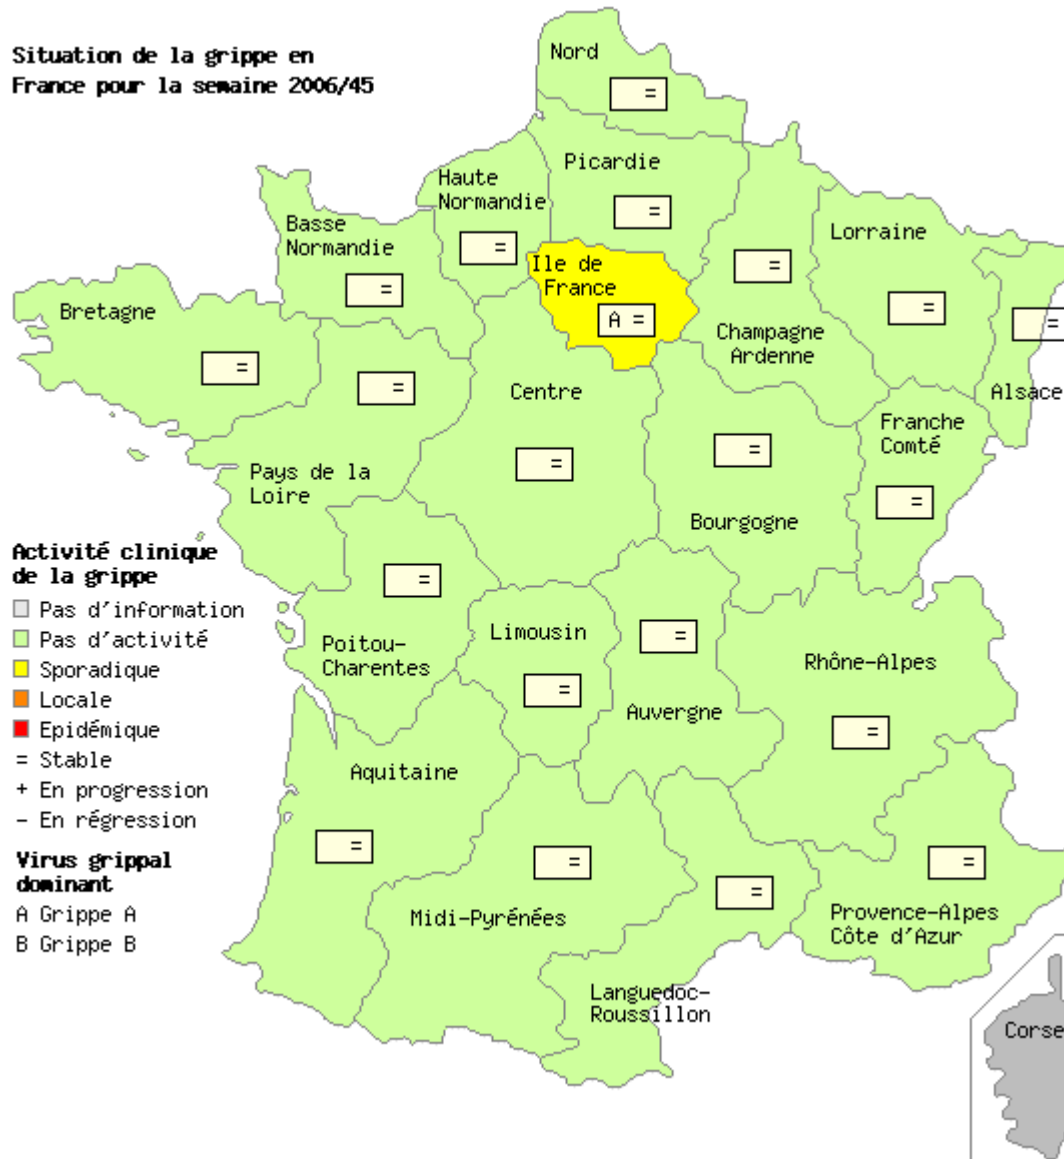 Situation de la grippe en
France pour la semaine 2006/45
Nord
=
Picardie
=
Haute
Normandie
=
Basse
Normandie
=
Ile de
France
A =
Champagne
Ardenne
=
Lorraine
=
Alsace
=
Bretagne
=
Pays de la
Loire
=
Centre
=
Bourgogne
=
Franche
Comté
=
Poitou-
Charentes
=
Limousin
=
Auvergne
=
Rhône-Alpes
=
Aquitaine
=
Midi-Pyrénées
=
Languedoc-
Roussillon
=
Provence-Alpes
Côte d'Azur
=
Corse
Activité clinique
de la grippe
Pas d'information
Pas d'activité
Sporadique
Locale
Epidémique
= Stable
+ En progression
- En régression
Virus grippal
dominant
A Grippe A
B Grippe B